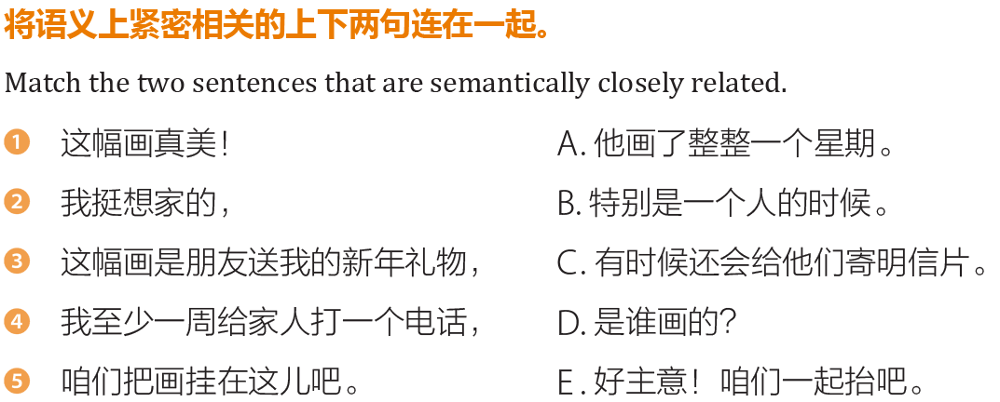 将语义上紧密相关的上下两句连在一起。
Match the two sentences that are semantically closely related.
1 这幅画真美！ A. 他画了整整一个星期。
2 我挺想家的， B. 特别是一个人的时候。
3 这幅画是朋友送我的新年礼物， C. 有时候还会给他们寄明信片。
4 我至少一周给家人打一个电话， D. 是谁画的？
5 咱们把画挂在这儿吧。 E. 好主意！咱们一起抬吧。